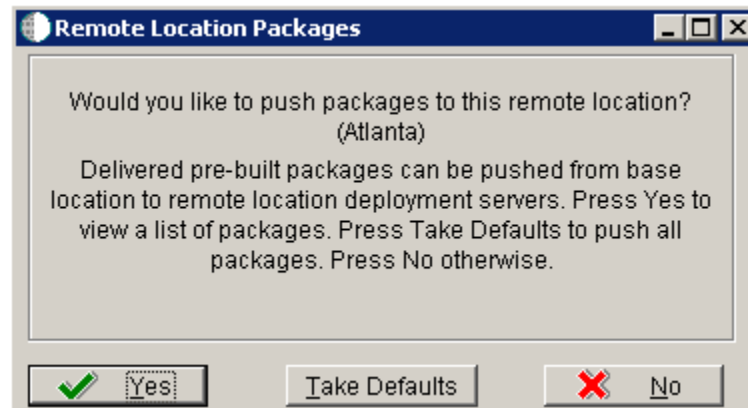 Remote Location Packages
Would you like to push packages to this remote location?
(Atlanta)
Delivered pre-built packages can be pushed from base
location to remote location deployment servers. Press Yes to
view a list of packages. Press Take Defaults to push all
packages. Press No otherwise.
Yes
Take Defaults
No